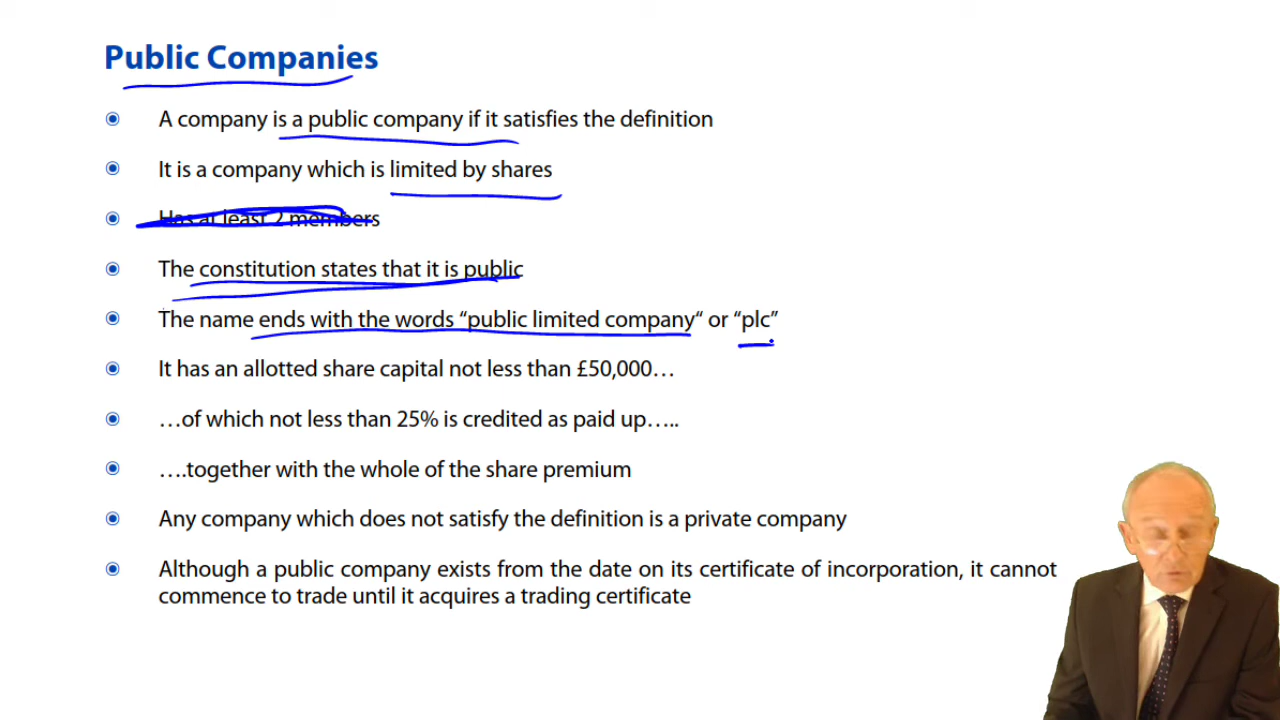 Public Companies
A company is a public company if it satisfies the definition
It is a company which is limited by shares
Has at least 2 members
The constitution states that it is public
The name ends with the words “public limited company“ or “plc”
It has an allotted share capital not less than £50,000…
…of which not less than 25% is credited as paid up…..
….together with the whole of the share premium
Any company which does not satisfy the definition is a private company
Although a public company exists from the date on its certificate of incorporation, it cannot
commence to trade until it acquires a trading certificate